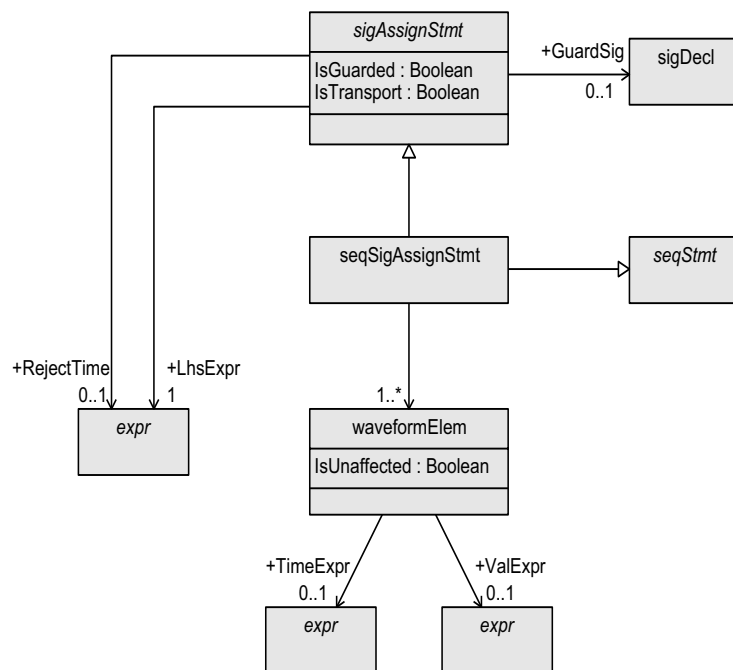 sigAssignStmt
IsGuarded : Boolean
IsTransport : Boolean
+GuardSig
0..1
sigDecl
seqSigAssignStmt
seqStmt
+RejectTime
0..1
+LhsExpr
1
expr
1..*
waveformElem
IsUnaffected : Boolean
+TimeExpr
0..1
+ValExpr
0..1
expr
expr